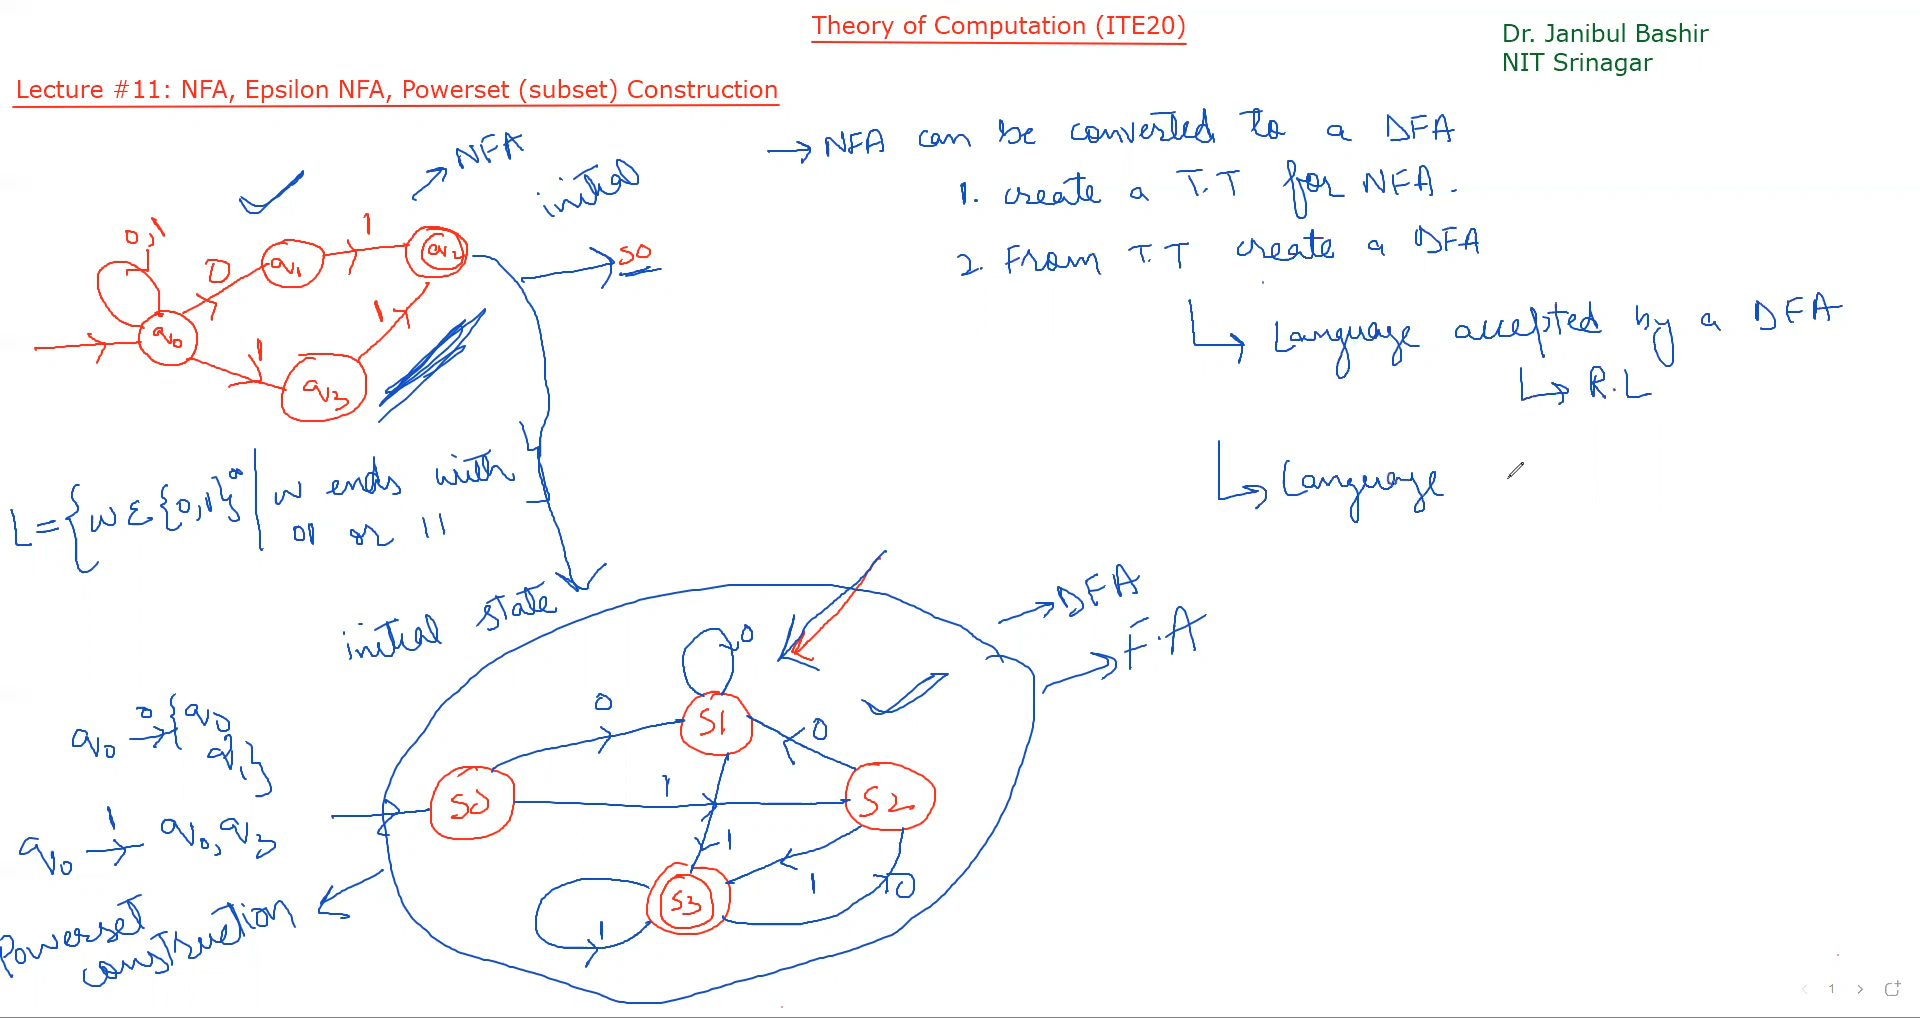 Theory of Computation (ITE20)
Dr. Janibul Bashir
NIT Srinagar
Lecture #11: NFA, Epsilon NFA, Powerset (subset) Construction
→ NFA can be converted to a DFA
1. create a T.T for NFA.
2. From T.T create a DFA
Language accepted by a DFA
R.L
Language
NFA
initial
S0
0,1
0
1
q1
q2
q0
1
1
q3
L = {w ε {0,1}* | w ends with
01 or 11
initial state
DFA
F.A
q0 →0 {q0
q1}
q0 →1 q0, q3
Powerset
construction
0
0
S1
0
S0
1
S2
1
1
0
S3
1
1